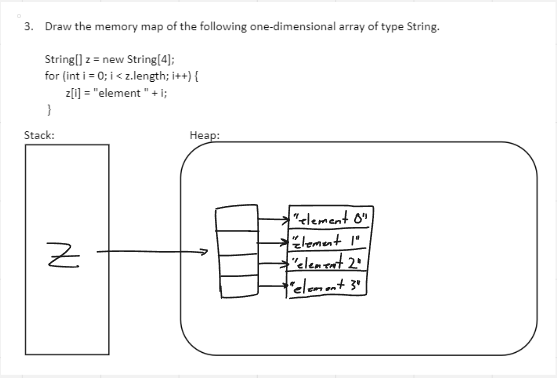 3. Draw the memory map of the following one-dimensional array of type String.
String[] z = new String[4];
for (int i = 0; i < z.length; i++) {
z[i] = "element " + i;
}
Stack: Heap:
"element 0"
"element 1"
z
"element 2"
"element 3"